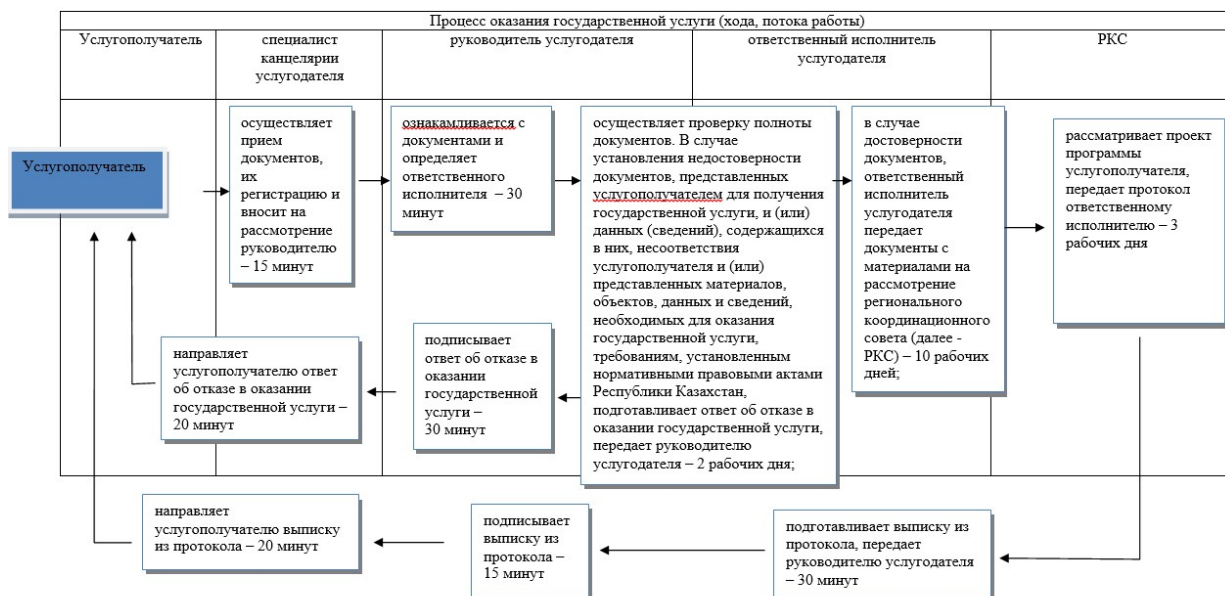 Процесс оказания государственной услуги (хода, потока работы)
Услугополучатель
специалист
канцелярии
услугодателя
руководитель услугодателя
ответственный исполнитель
услугодателя
РКС
Услугополучатель
осуществляет
прием
документов,
их
регистрацию и
вносит на
рассмотрение
руководителю
– 15 минут
ознакамливается с
документами и
определяет
ответственного
исполнителя – 30
минут
осуществляет проверку полноты
документов. В случае
установления недостоверности
документов, представленных
услугополучателем для получения
государственной услуги, и (или)
данных (сведений), содержащихся
в них, несоответствия
услугополучателя и (или)
представленных материалов,
объектов, данных и сведений,
необходимых для оказания
государственной услуги,
требованиям, установленным
нормативными правовыми актами
Республики Казахстан,
подготавливает ответ об отказе в
оказании государственной услуги,
передает руководителю
услугодателя – 2 рабочих дня;
в случае
достоверности
документов,
ответственный
исполнитель
услугодателя
передает
документы с
материалами на
рассмотрение
регионального
координационного
совета (далее -
РКС) – 10 рабочих
дней;
рассматривает проект
программы
услугополучателя,
передает протокол
ответственному
исполнителю – 3
рабочих дня
направляет
услугополучателю ответ
об отказе в оказании
государственной услуги –
20 минут
подписывает
ответ об отказе в
оказании
государственной
услуги –
30 минут
направляет
услугополучателю выписку
из протокола – 20 минут
подписывает
выписку из
протокола –
15 минут
подготавливает выписку из
протокола, передает
руководителю услугодателя
– 30 минут